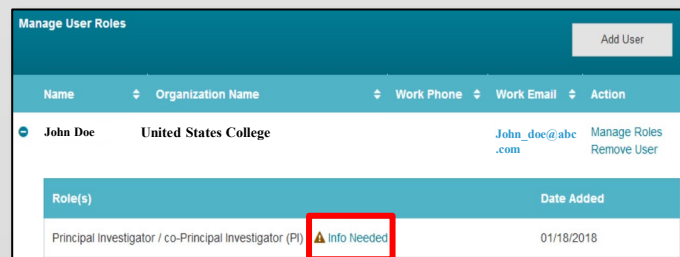 Manage User Roles
Add User
Name Organization Name Work Phone Work Email Action
John Doe United States College John_doe@abc Manage Roles
.com Remove User
Role(s) Date Added
Principal Investigator / co-Principal Investigator (PI) Info Needed 01/18/2018